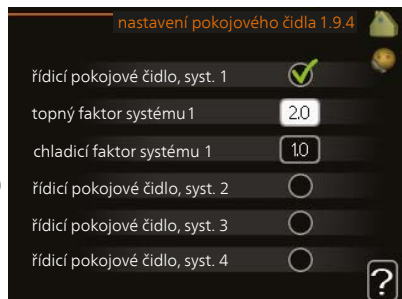 nastavení pokojového čidla 1.9.4
řídicí pokojové čidlo, syst. 1
topný faktor systému 1 2.0
chladicí faktor systému 1 1.0
řídicí pokojové čidlo, syst. 2
řídicí pokojové čidlo, syst. 3
řídicí pokojové čidlo, syst. 4
?